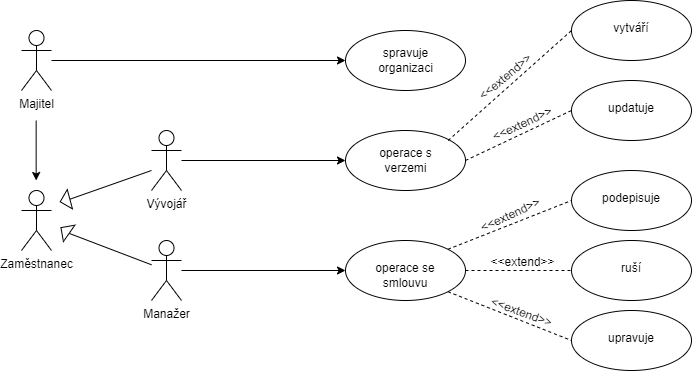 vytváří
spravuje
organizaci
<<extend>>
Majitel
updatuje
<<extend>>
operace s
verzemi
Vývojář
podepisuje
<<extend>>
Zaměstnanec
operace se
smlouvu
<<extend>>
ruší
Manažer
<<extend>>
upravuje